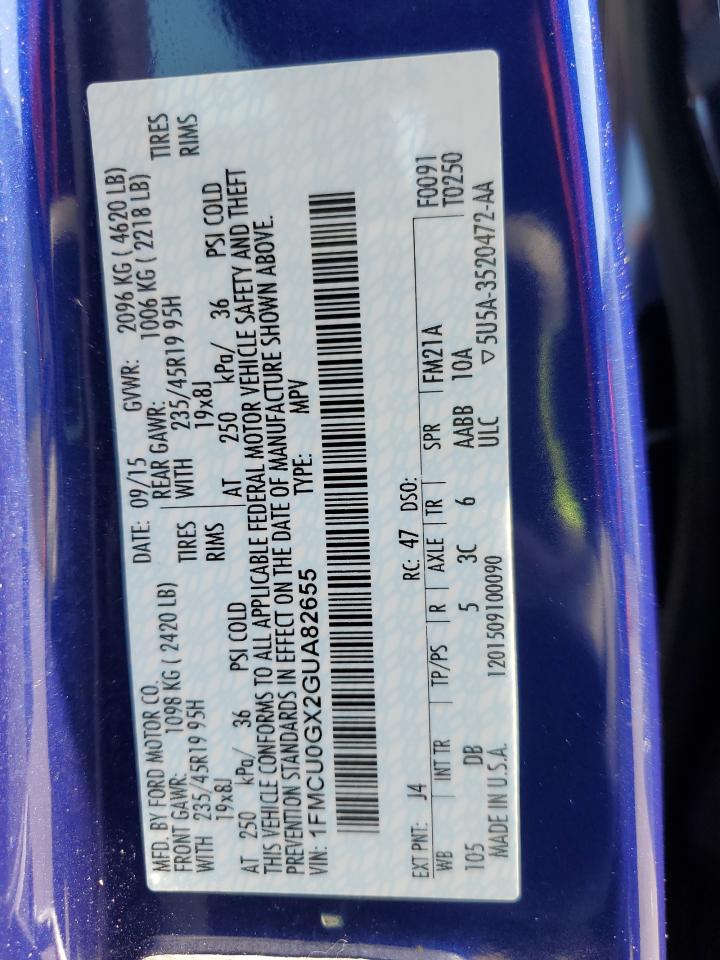 MFD. BY FORD MOTOR CO.
DATE: 09/15 GVWR: 2096 KG ( 4620 LB)
FRONT GAWR: 1098 KG ( 2420 LB) REAR GAWR: 1006 KG ( 2218 LB)
WITH 235/45R19 95H TIRES WITH 235/45R19 95H TIRES
19x8J RIMS 19x8J RIMS
AT 250 kPa/ 36 PSI COLD AT 250 kPa/ 36 PSI COLD
THIS VEHICLE CONFORMS TO ALL APPLICABLE FEDERAL MOTOR VEHICLE SAFETY AND THEFT
PREVENTION STANDARDS IN EFFECT ON THE DATE OF MANUFACTURE SHOWN ABOVE.
VIN: 1FMCU0GX2GUA82655 TYPE: MPV
EXT PNT: J4 RC: 47 DSO: F0091
WB INT TR TP/PS R AXLE TR SPR FM21A T0250
105 DB 5 3C 6 AABB 10A
DB ULC
MADE IN U.S.A. 1201509100090 ▽5U5A-3520472-AA